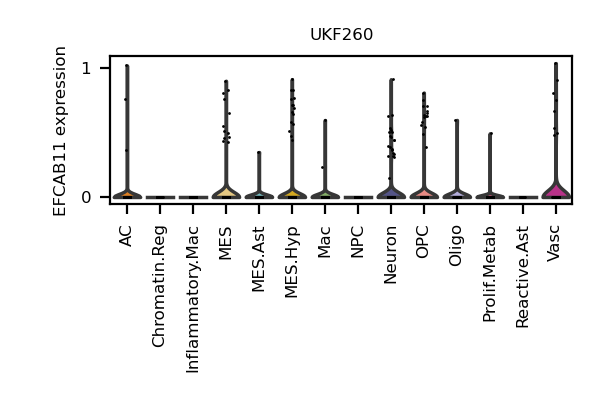 UKF260
EFCAB11 expression
1
0
AC
Chromatin.Reg
Inflammatory.Mac
MES
MES.Ast
MES.Hyp
Mac
NPC
Neuron
OPC
Oligo
Prolif.Metab
Reactive.Ast
Vasc